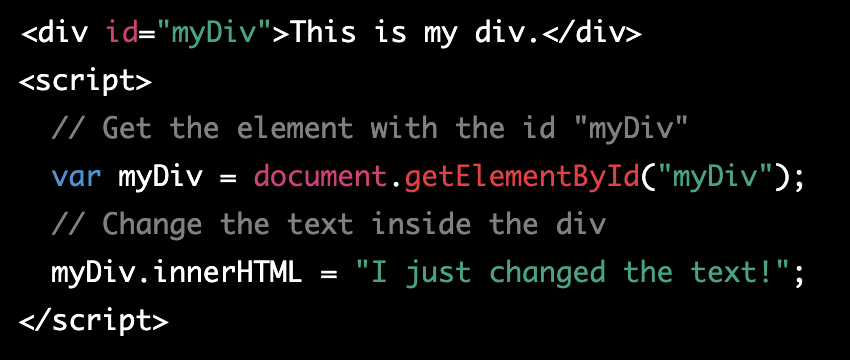 <div id="myDiv">This is my div.</div>
<script>
// Get the element with the id "myDiv"
var myDiv = document.getElementById("myDiv");
// Change the text inside the div
myDiv.innerHTML = "I just changed the text!";
</script>